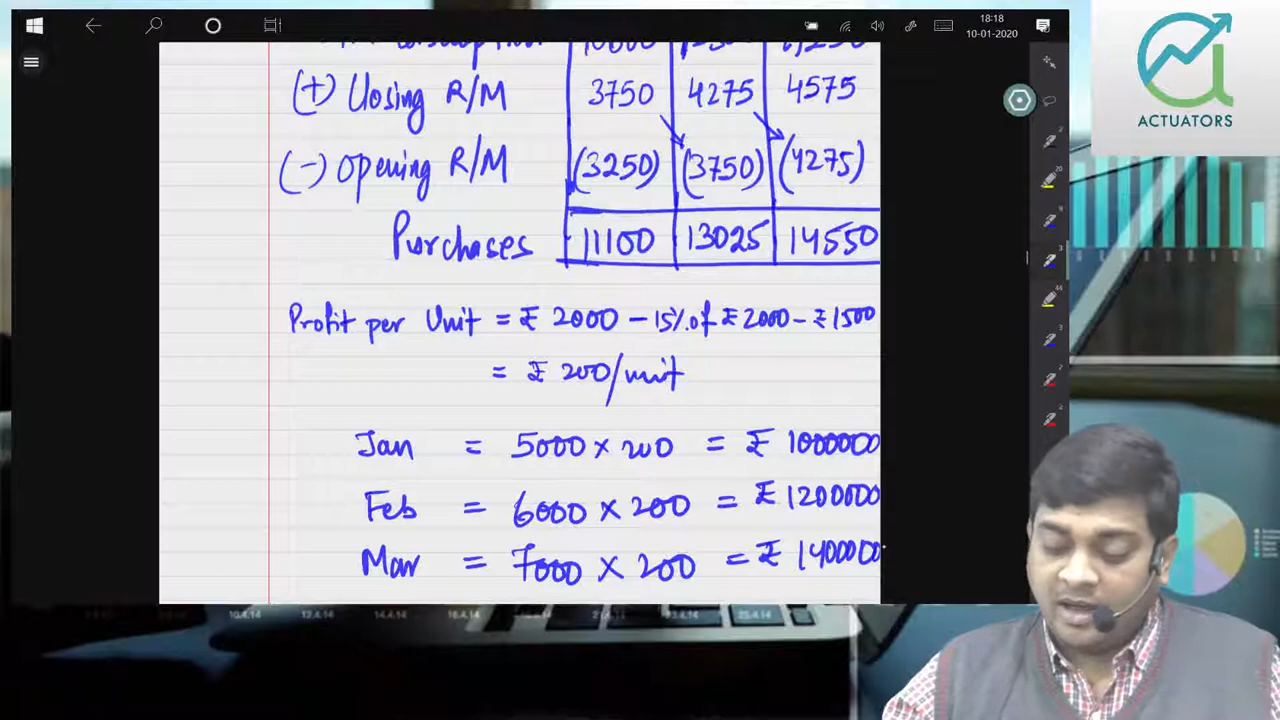 18:18
10-01-2020
ACTUATORS
(+) Closing R/M 3750 4275 4575
(-) Opening R/M (3250) (3750) (4275)
Purchases 11100 13025 14550
Profit per Unit = ₹ 2000 - 15% of ₹ 2000 - ₹ 1500
= ₹ 200/unit
Jan = 5000 × 200 = ₹ 1000000
Feb = 6000 × 200 = ₹ 1200000
Mar = 7000 × 200 = ₹ 1400000